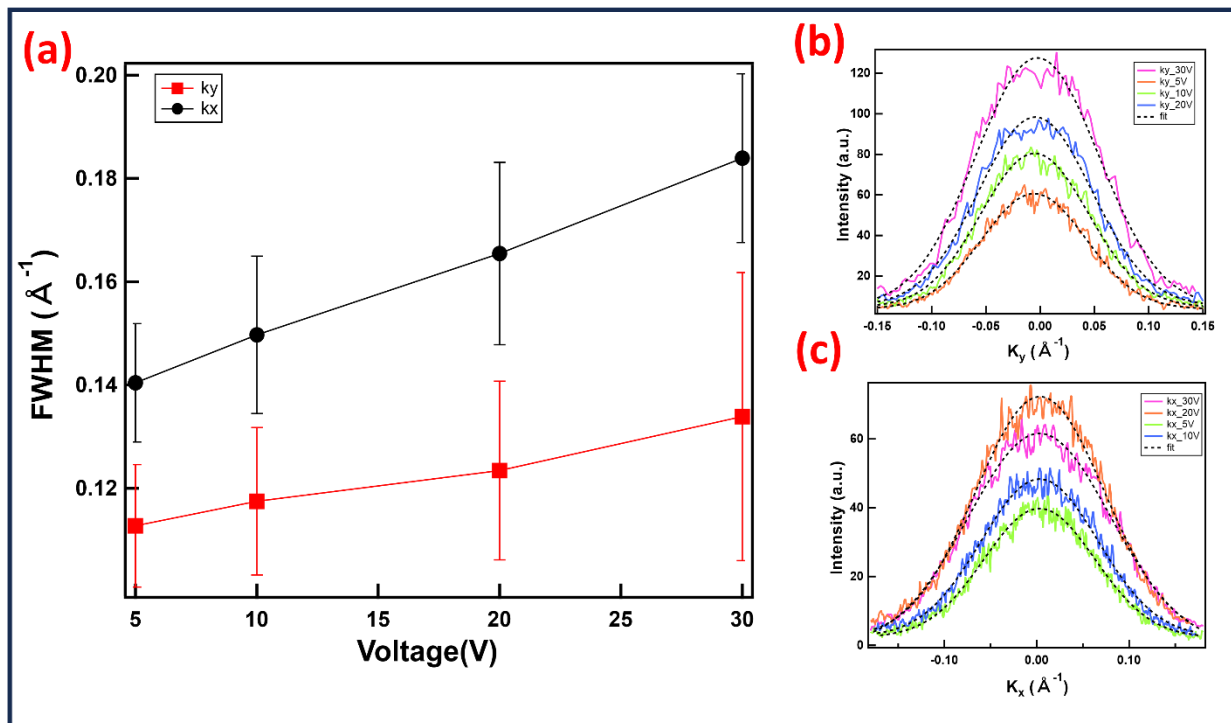 (a)
0.20
0.18
0.16
0.14
0.12
FWHM ( Å⁻¹)
ky
kx
5
10
15
20
25
30
Voltage(V)
(b)
120
100
80
60
40
20
Intensity (a.u.)
ky_30V
ky_5V
ky_10V
ky_20V
fit
-0.15
-0.10
-0.05
0.00
0.05
0.10
0.15
Ky (Å⁻¹)
(c)
60
40
20
0
Intensity (a.u.)
kx_30V
kx_20V
kx_5V
kx_10V
fit
-0.10
0.00
0.10
Kx (Å⁻¹)